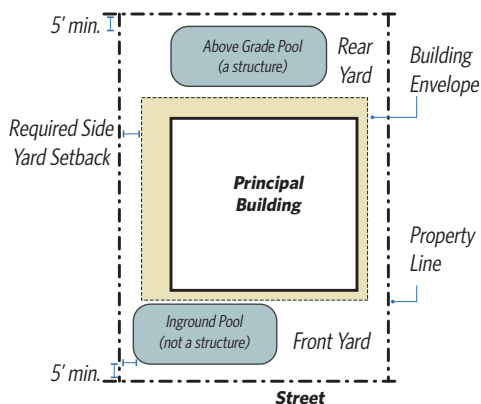 5' min.
Above Grade Pool
(a structure)
Rear
Yard
Building
Envelope
Required Side
Yard Setback
Principal
Building
Property
Line
Inground Pool
(not a structure)
Front Yard
5' min.
Street